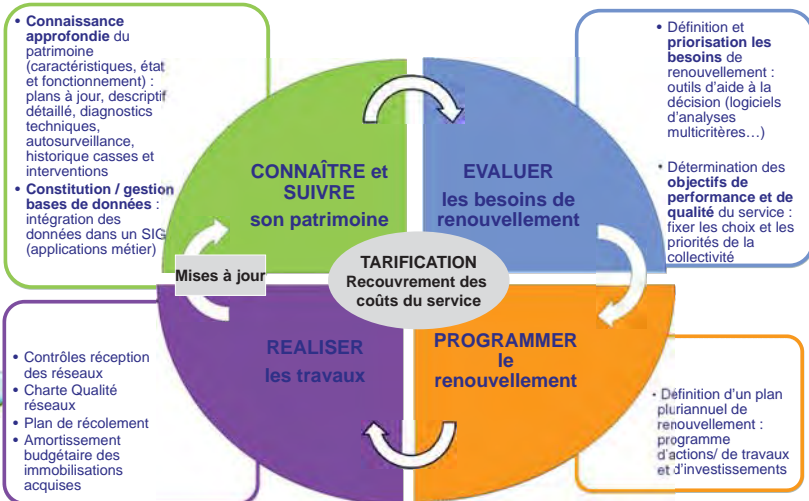 • Connaissance
approfondie du
patrimoine
(caractéristiques, état
et fonctionnement) :
plans à jour, descriptif
détaillé, diagnostics
techniques,
autosurveillance,
historique casses et
interventions
• Constitution / gestion
bases de données :
intégration des
données dans un SIG
(applications métier)
CONNAÎTRE et
SUIVRE
son patrimoine
EVALUER
les besoins de
renouvellement
• Définition et
priorisation les
besoins de
renouvellement :
outils d'aide à la
décision (logiciels
d'analyses
multicritères…)
• Détermination des
objectifs de
performance et de
qualité du service :
fixer les choix et les
priorités de la
collectivité
Mises à jour
TARIFICATION
Recouvrement des
coûts du service
REALISER
les travaux
PROGRAMMER
le
renouvellement
• Contrôles réception
des réseaux
• Charte Qualité
réseaux
• Plan de récolement
• Amortissement
budgétaire des
immobilisations
acquises
• Définition d'un plan
pluriannuel de
renouvellement :
programme
d'actions/ de travaux
et d'investissements